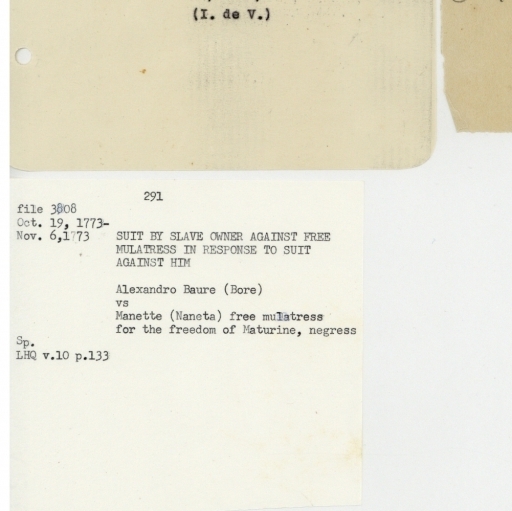 (I. de V.)
291
file 3808
Oct. 19, 1773-
Nov. 6,1773 SUIT BY SLAVE OWNER AGAINST FREE
MULATRESS IN RESPONSE TO SUIT
AGAINST HIM
Alexandro Baure (Bore)
vs
Manette (Naneta) free mulatress
for the freedom of Maturine, negress
Sp.
LHQ v.10 p.133